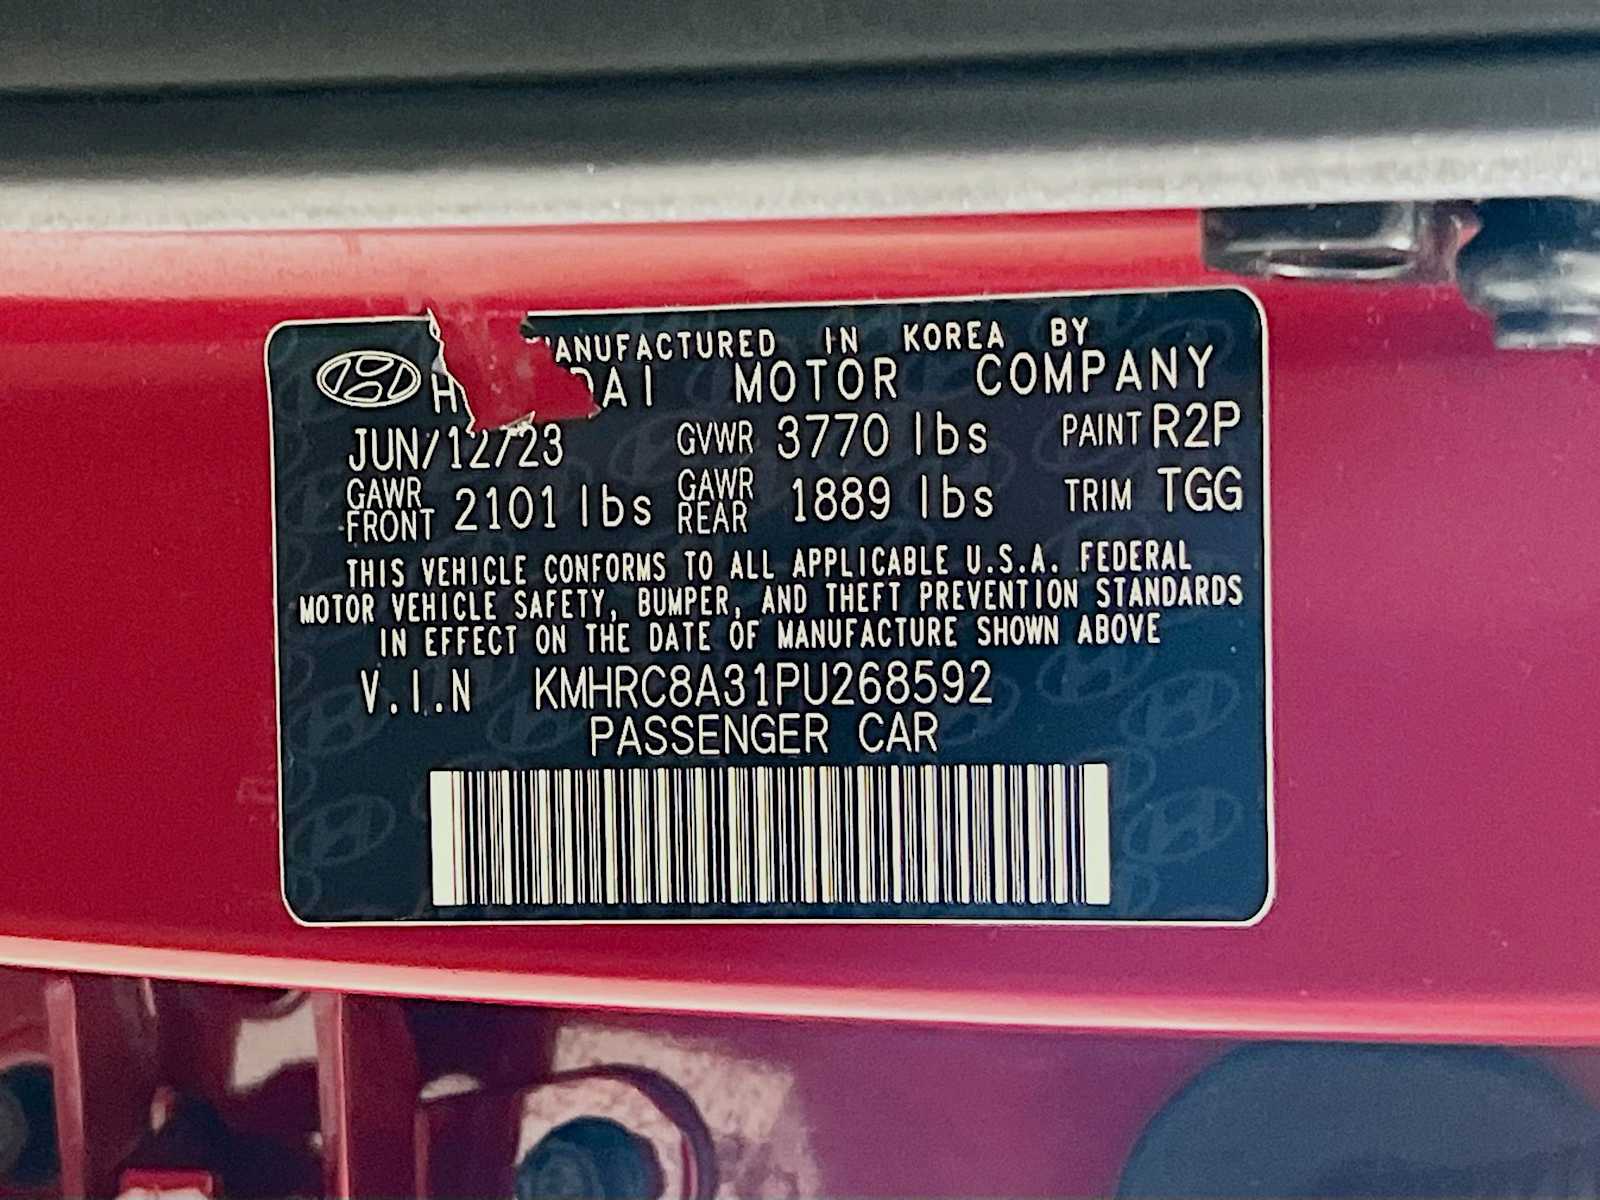 MANUFACTURED IN KOREA BY
MOTOR COMPANY
JUN/12/23 GVWR 3770 lbs PAINT R2P
GAWR FRONT 2101 lbs GAWR REAR 1889 lbs TRIM TGG
THIS VEHICLE CONFORMS TO ALL APPLICABLE U.S.A. FEDERAL
MOTOR VEHICLE SAFETY, BUMPER, AND THEFT PREVENTION STANDARDS
IN EFFECT ON THE DATE OF MANUFACTURE SHOWN ABOVE
V.I.N KMHRC8A31PU268592
PASSENGER CAR